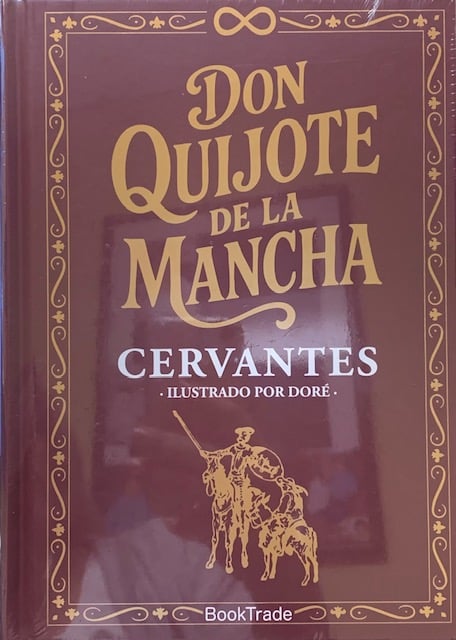 DON
QUIJOTE
DE LA
MANCHA
CERVANTES
· ILUSTRADO POR DORÉ ·
BookTrade